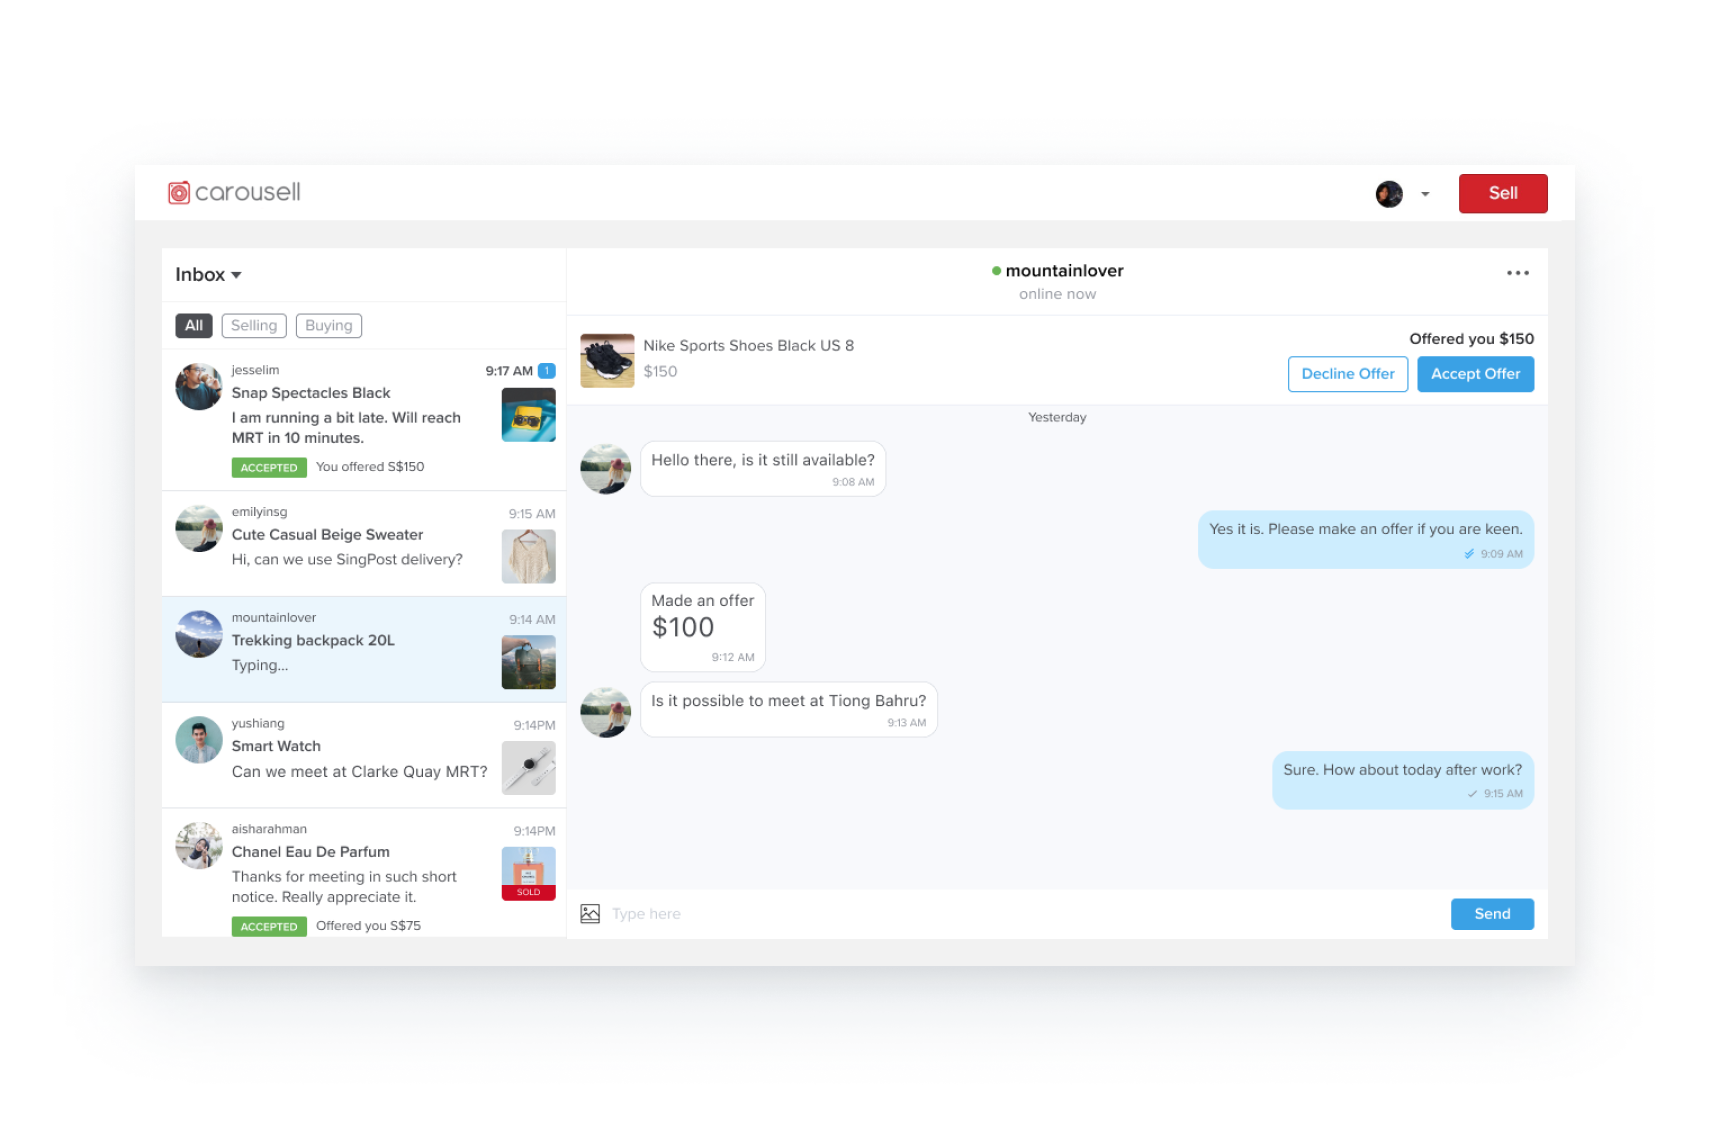 carousell
Sell
Inbox
All
Selling
Buying
jesselim
9:17 AM
1
Snap Spectacles Black
I am running a bit late. Will reach
MRT in 10 minutes.
ACCEPTED
You offered S$150
emilyinsg
9:15 AM
Cute Casual Beige Sweater
Hi, can we use SingPost delivery?
mountainlover
9:14 AM
Trekking backpack 20L
Typing...
yushiang
9:14PM
Smart Watch
Can we meet at Clarke Quay MRT?
aisharahman
9:14PM
Chanel Eau De Parfum
Thanks for meeting in such short
notice. Really appreciate it.
SOLD
ACCEPTED
Offered you S$75
mountainlover
online now
Nike Sports Shoes Black US 8
$150
Offered you $150
Decline Offer
Accept Offer
Yesterday
Hello there, is it still available?
9:08 AM
Yes it is. Please make an offer if you are keen.
9:09 AM
Made an offer
$100
9:12 AM
Is it possible to meet at Tiong Bahru?
9:13 AM
Sure. How about today after work?
9:15 AM
Type here
Send